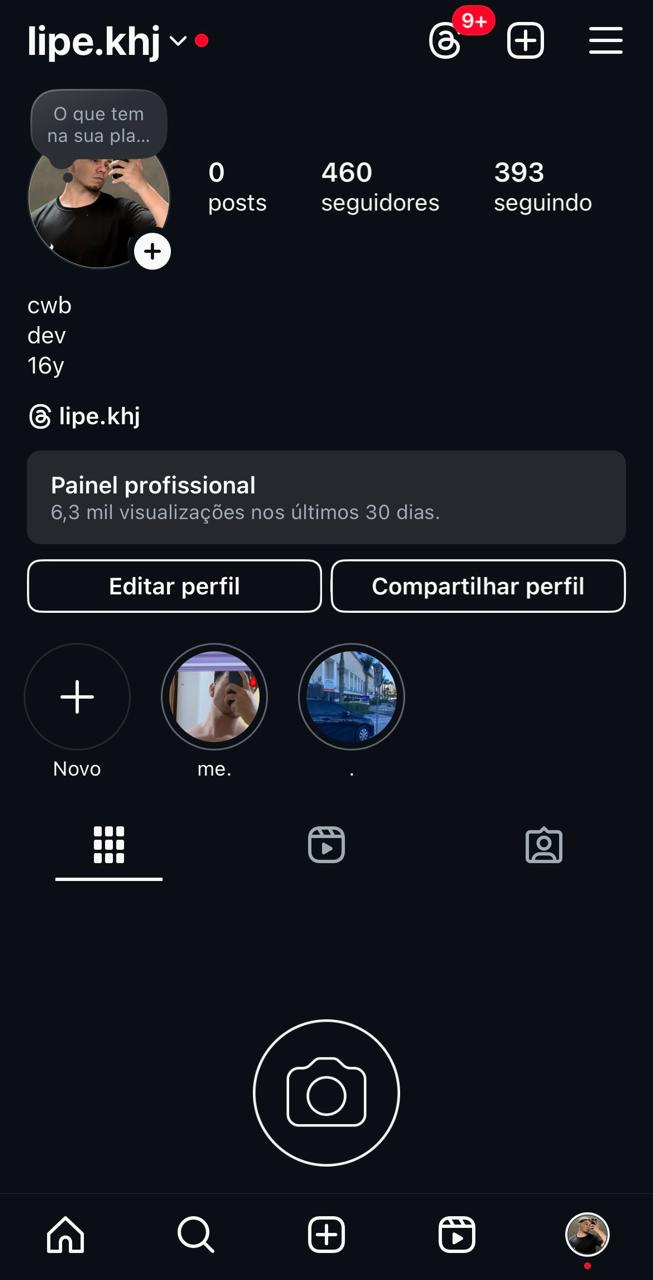 lipe.khj
9+
O que tem
na sua pla...
0
posts
460
seguidores
393
seguindo
cwb
dev
16y
lipe.khj
Painel profissional
6,3 mil visualizações nos últimos 30 dias.
Editar perfil
Compartilhar perfil
Novo
me.
.